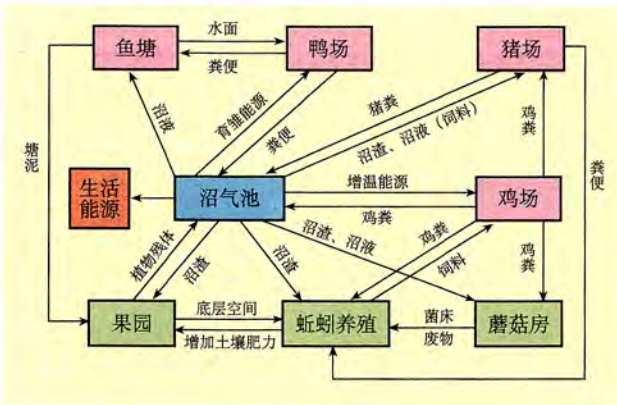 鱼塘
水面
粪便
鸭场
猪场
沼液
育雏能源
粪便
猪粪
沼渣、沼液（饲料）
鸡粪
塘泥
粪便
生活
能源
沼气池
增温能源
鸡粪
鸡场
植物残体
沼渣
沼渣
沼渣、沼液
鸡粪
饲料
鸡粪
果园
底层空间
增加土壤肥力
蚯蚓养殖
菌床
废物
蘑菇房